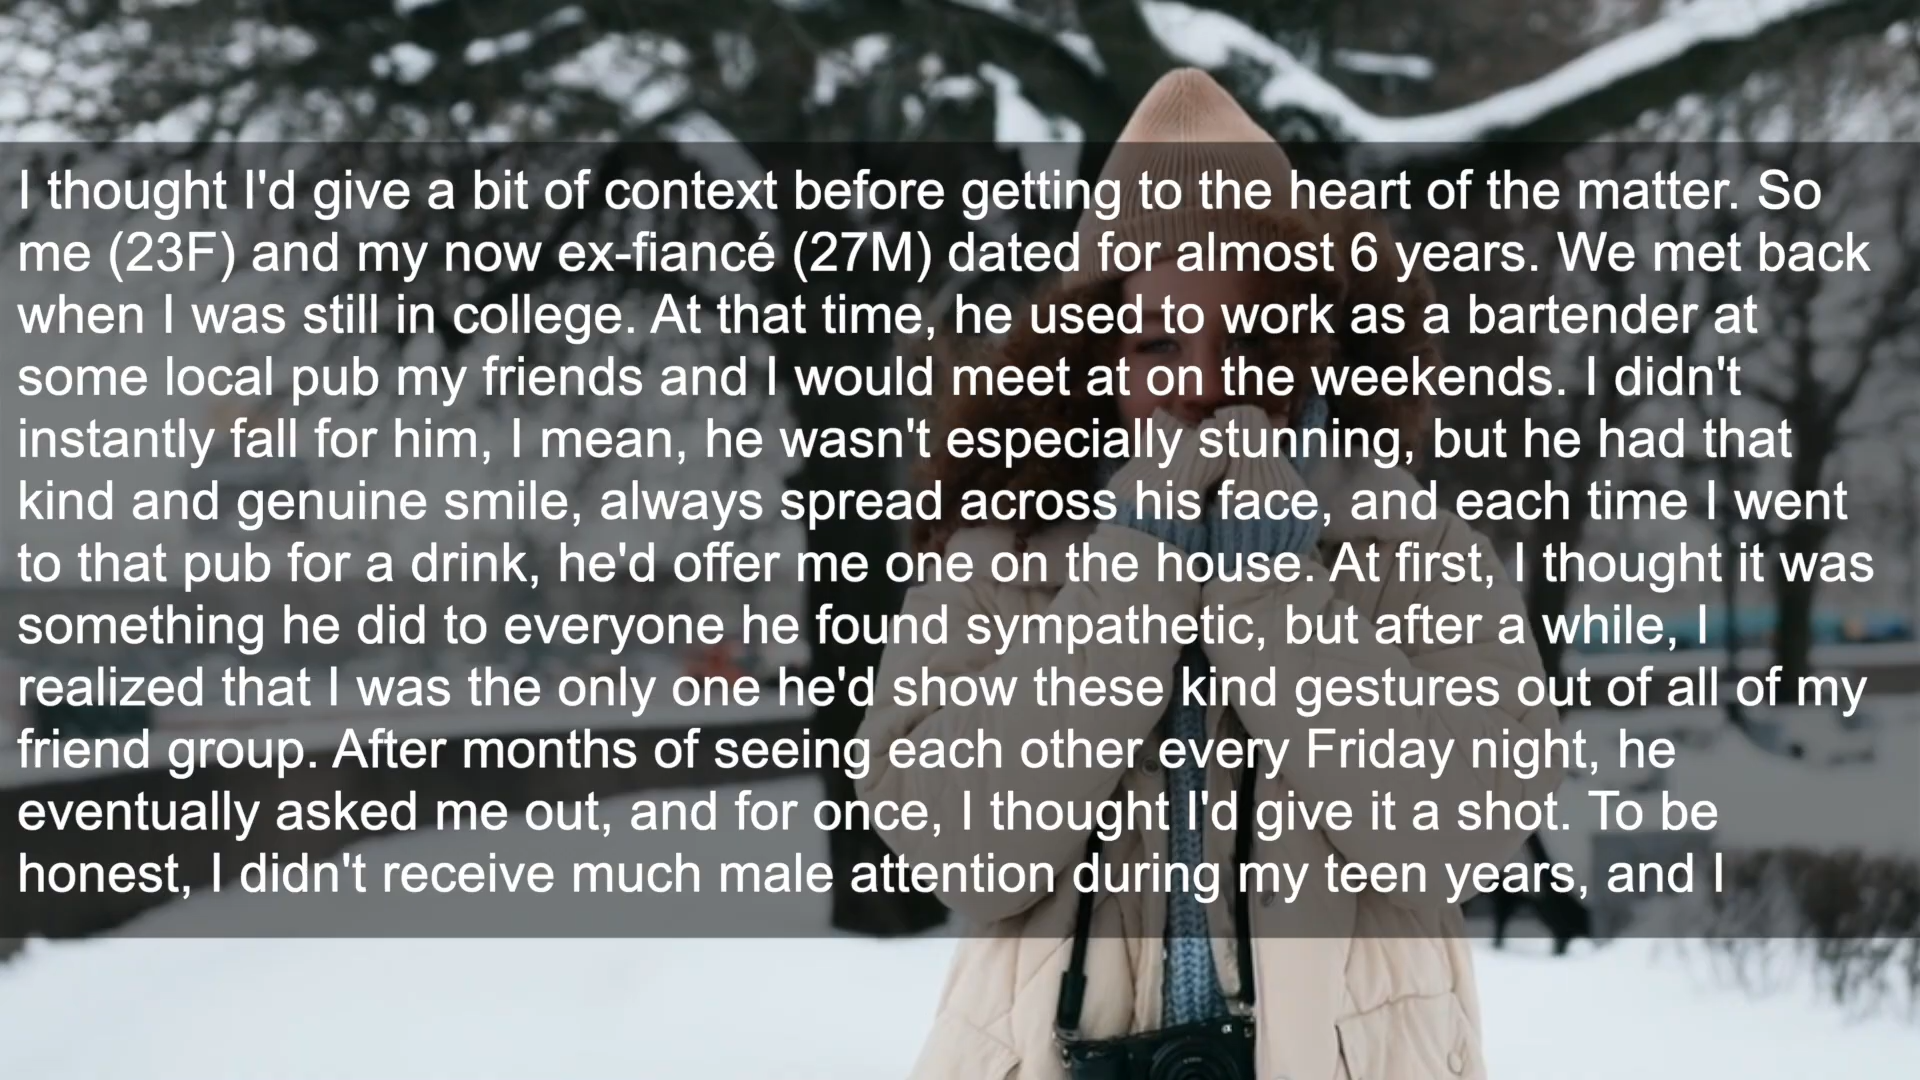 I thought I'd give a bit of context before getting to the heart of the matter. So
me (23F) and my now ex-fiancé (27M) dated for almost 6 years. We met back
when I was still in college. At that time, he used to work as a bartender at
some local pub my friends and I would meet at on the weekends. I didn't
instantly fall for him, I mean, he wasn't especially stunning, but he had that
kind and genuine smile, always spread across his face, and each time I went
to that pub for a drink, he'd offer me one on the house. At first, I thought it was
something he did to everyone he found sympathetic, but after a while, I
realized that I was the only one he'd show these kind gestures out of all of my
friend group. After months of seeing each other every Friday night, he
eventually asked me out, and for once, I thought I'd give it a shot. To be
honest, I didn't receive much male attention during my teen years, and I